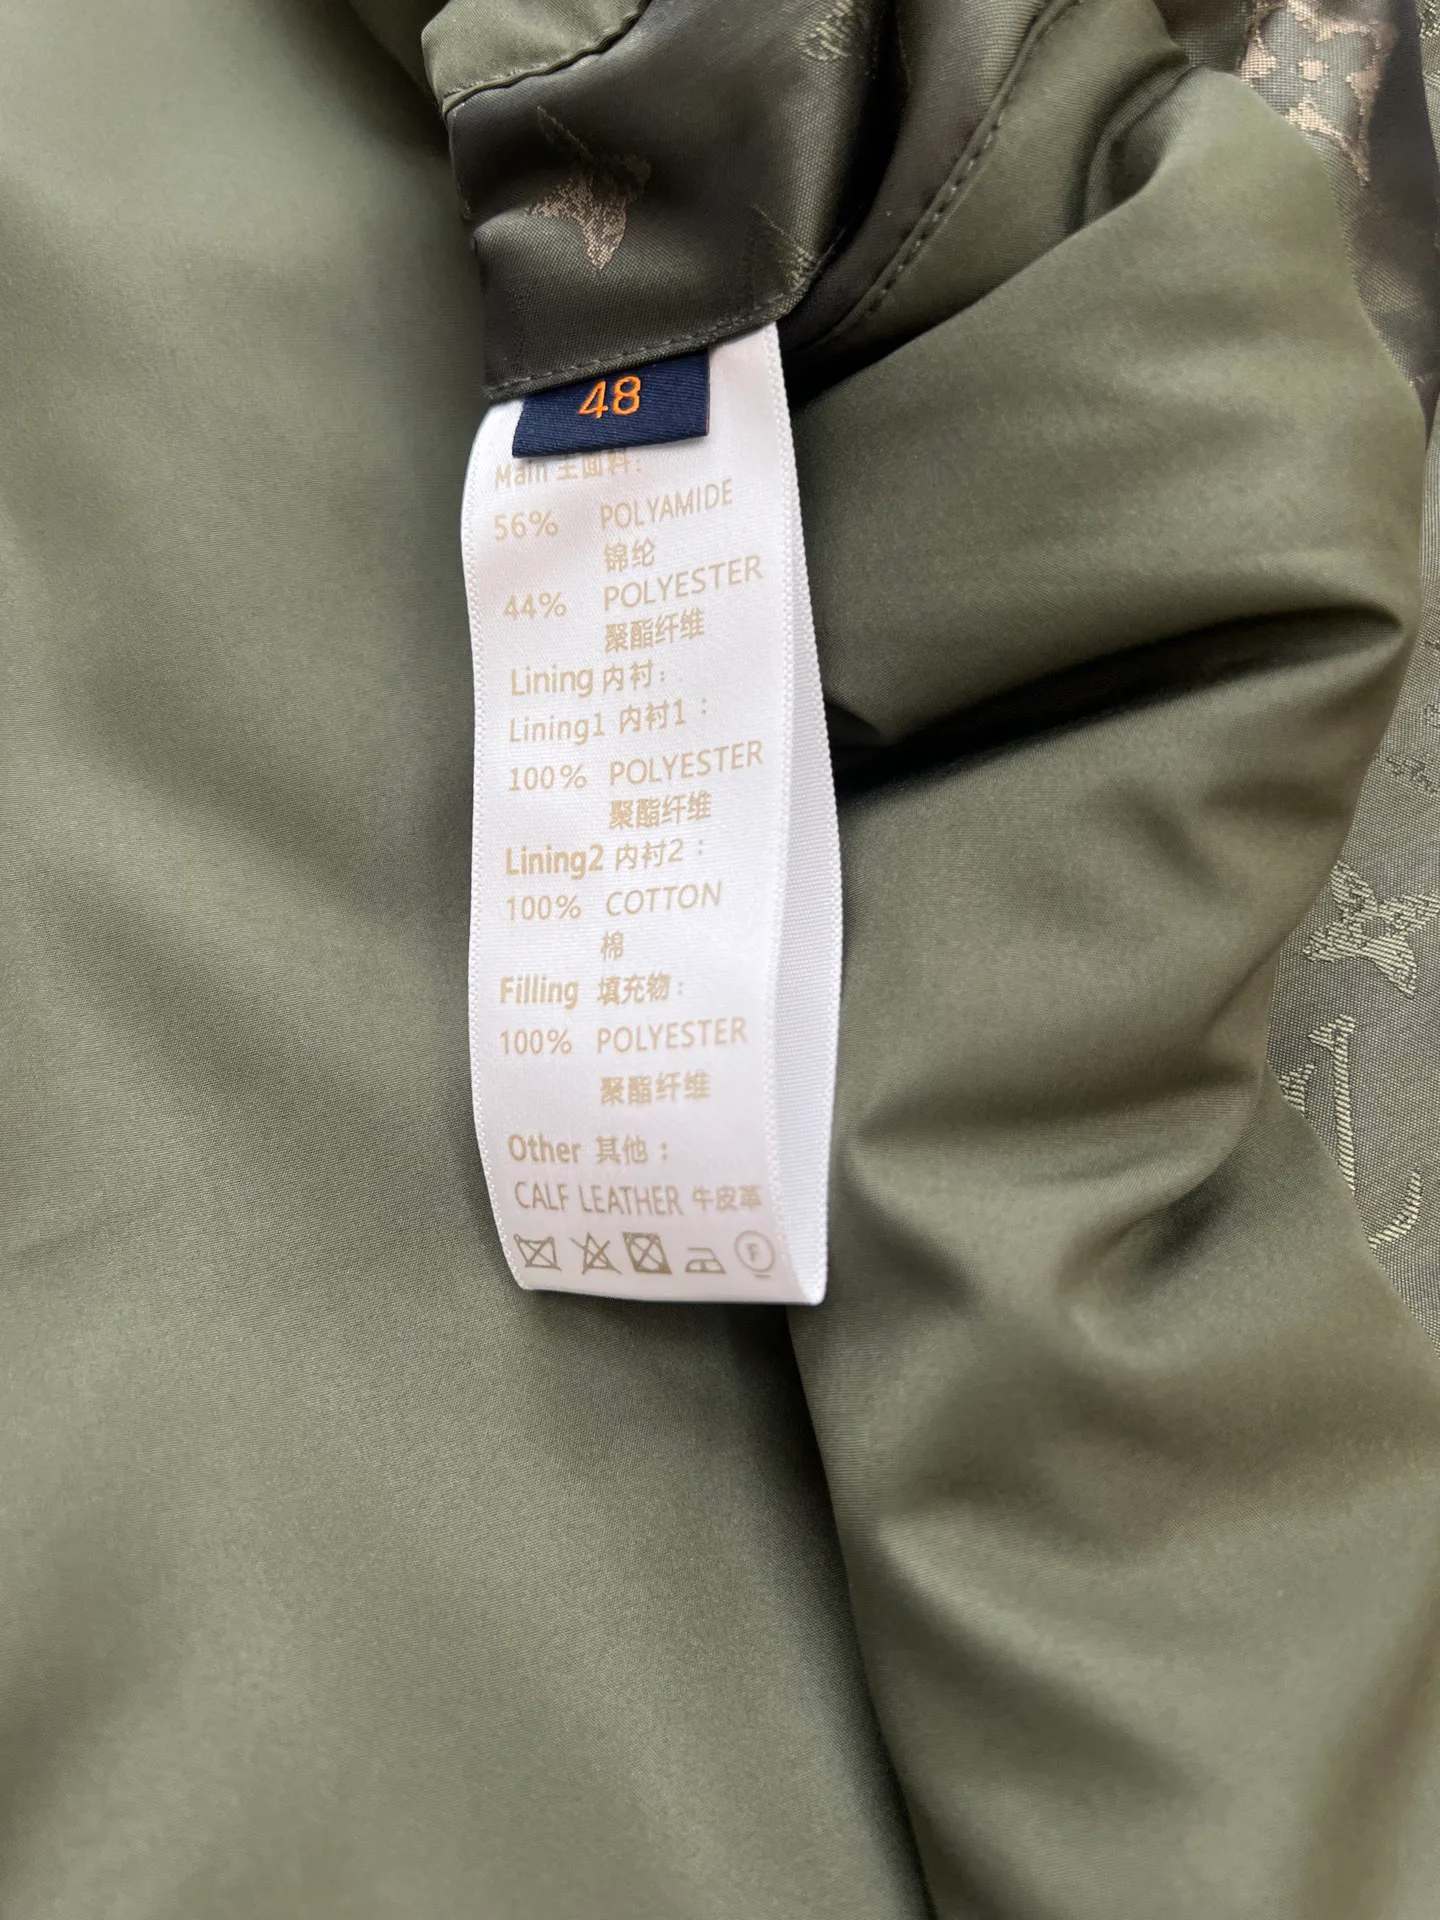 48
Main 主面料:
56% POLYAMIDE
锦纶
44% POLYESTER
聚酯纤维
Lining 内衬:
Lining1 内衬1:
100% POLYESTER
聚酯纤维
Lining2 内衬2:
100% COTTON
棉
Filling 填充物:
100% POLYESTER
聚酯纤维
Other 其他:
CALF LEATHER 牛皮革
F